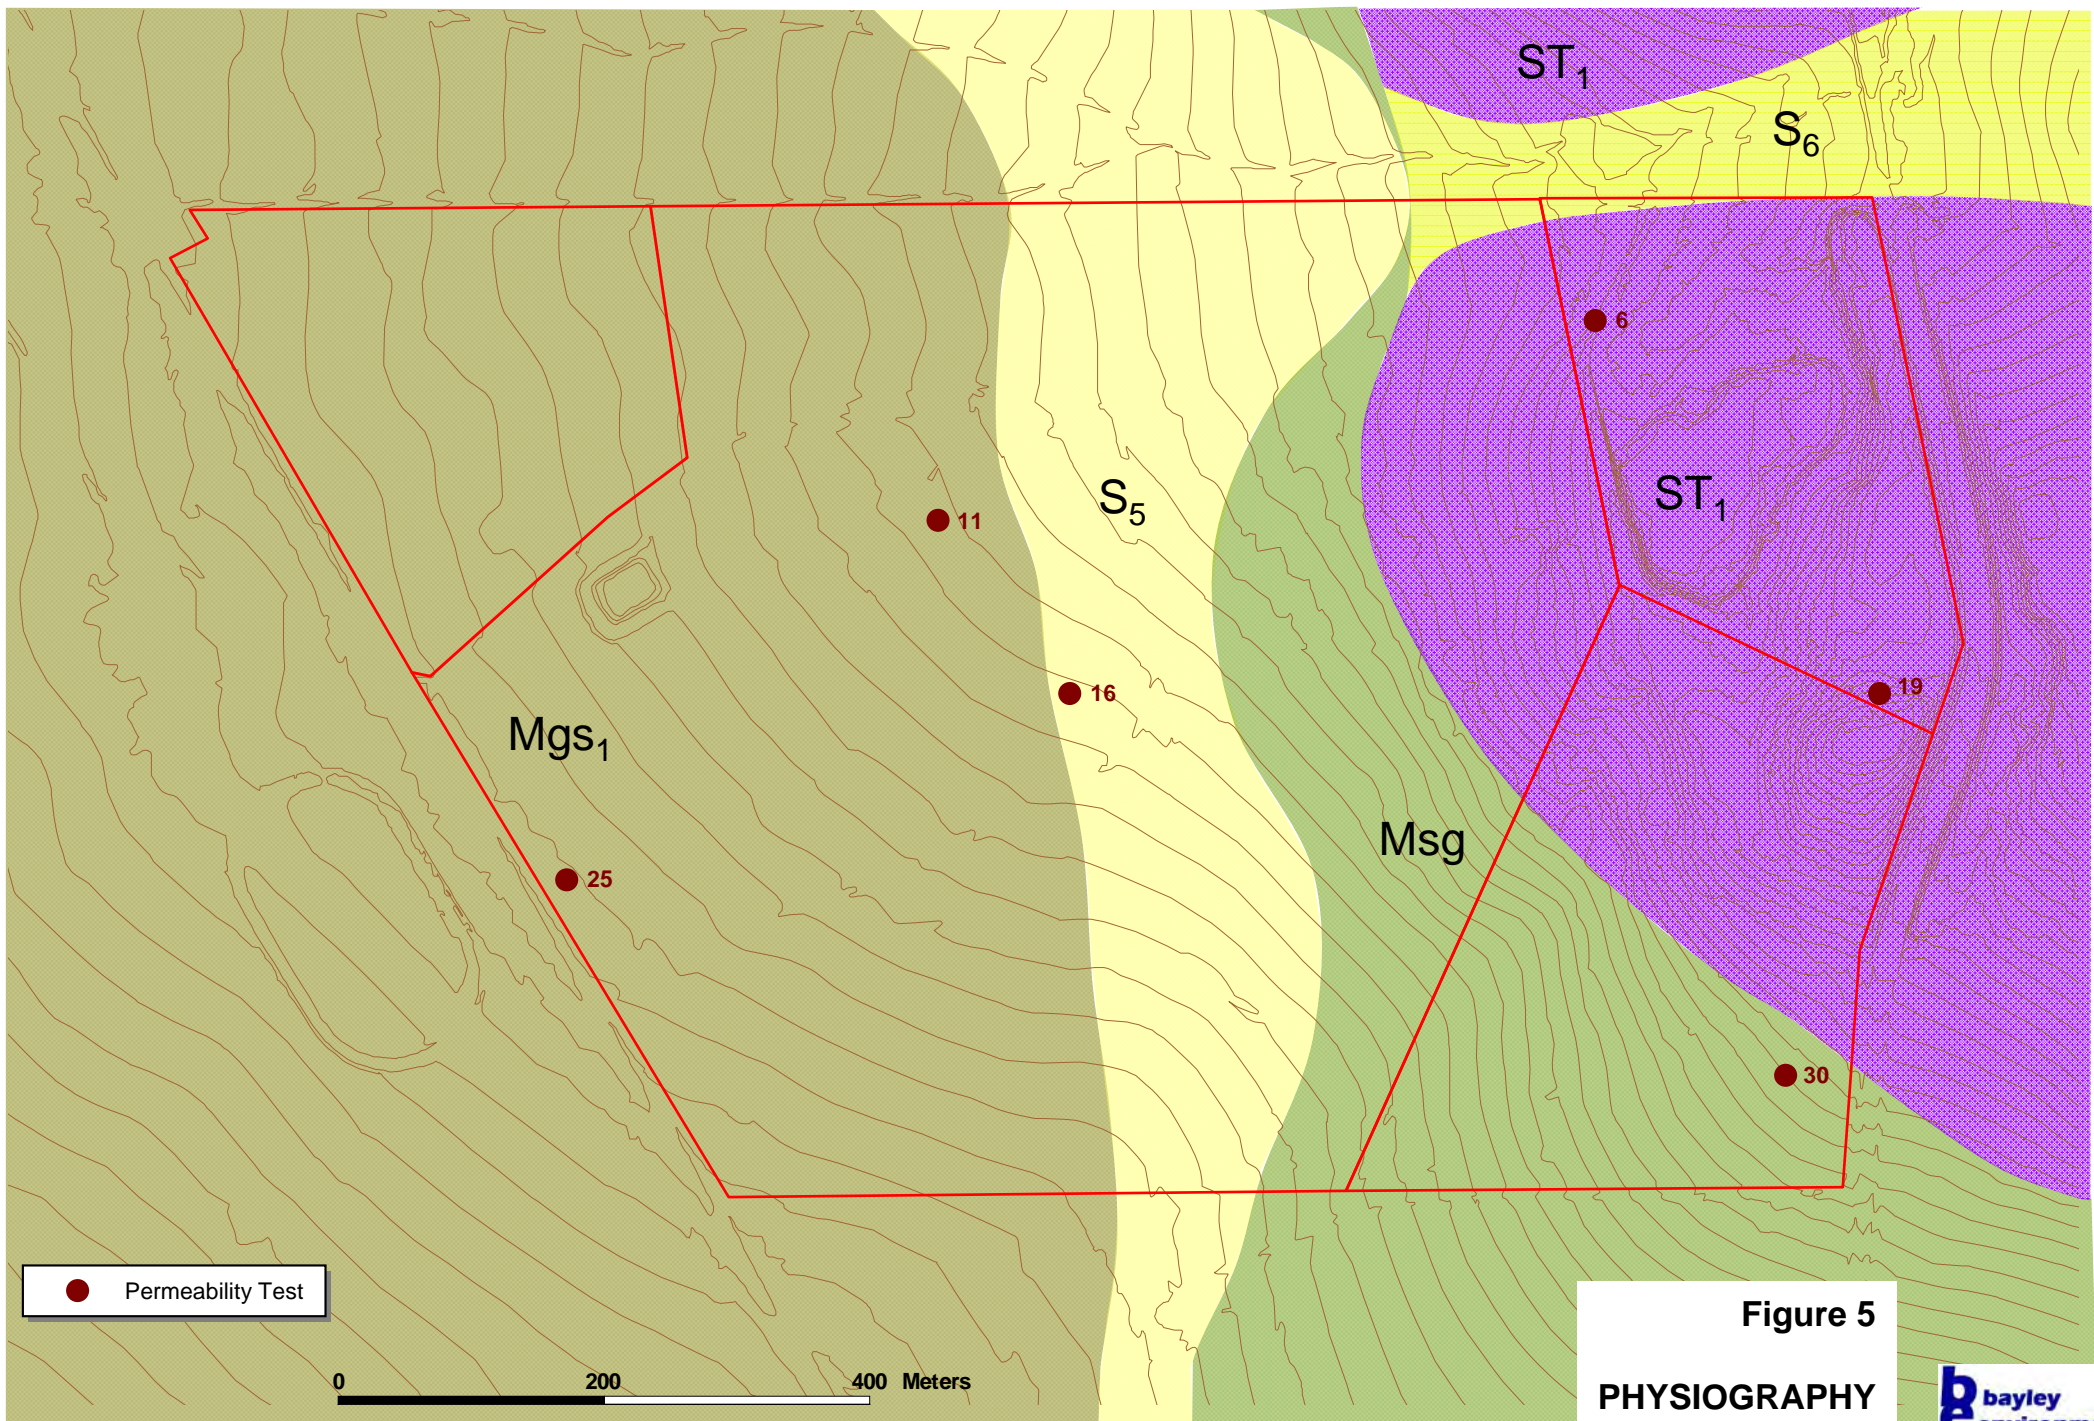 ST1
S6
6
ST1
S5
11
16
19
Mgs1
Msg
25
30
Permeability Test
0 200 400 Meters
Figure 5
PHYSIOGRAPHY
bayley